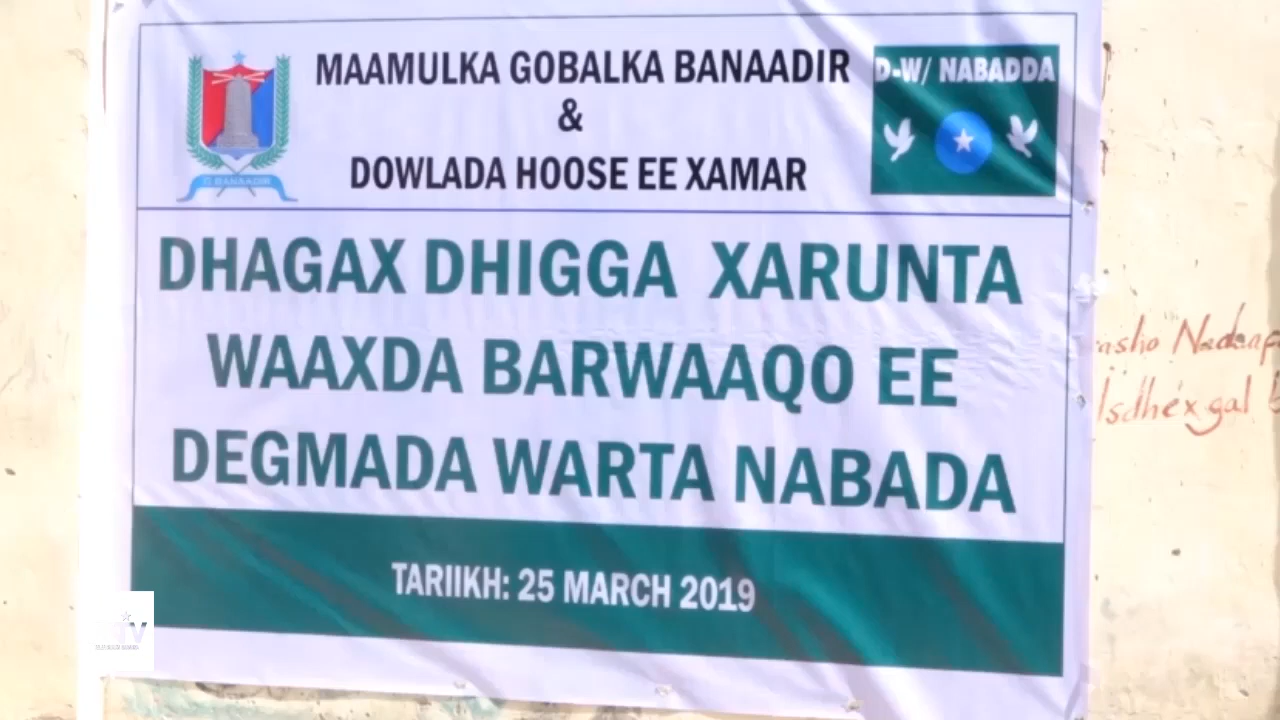 MAAMULKA GOBALKA BANAADIR
&
DOWLADA HOOSE EE XAMAR
G BANAADIR
D-W/ NABADDA
DHAGAX DHIGGA XARUNTA
WAAXDA BARWAAQO EE
DEGMADA WARTA NABADA
TARIIKH: 25 MARCH 2019